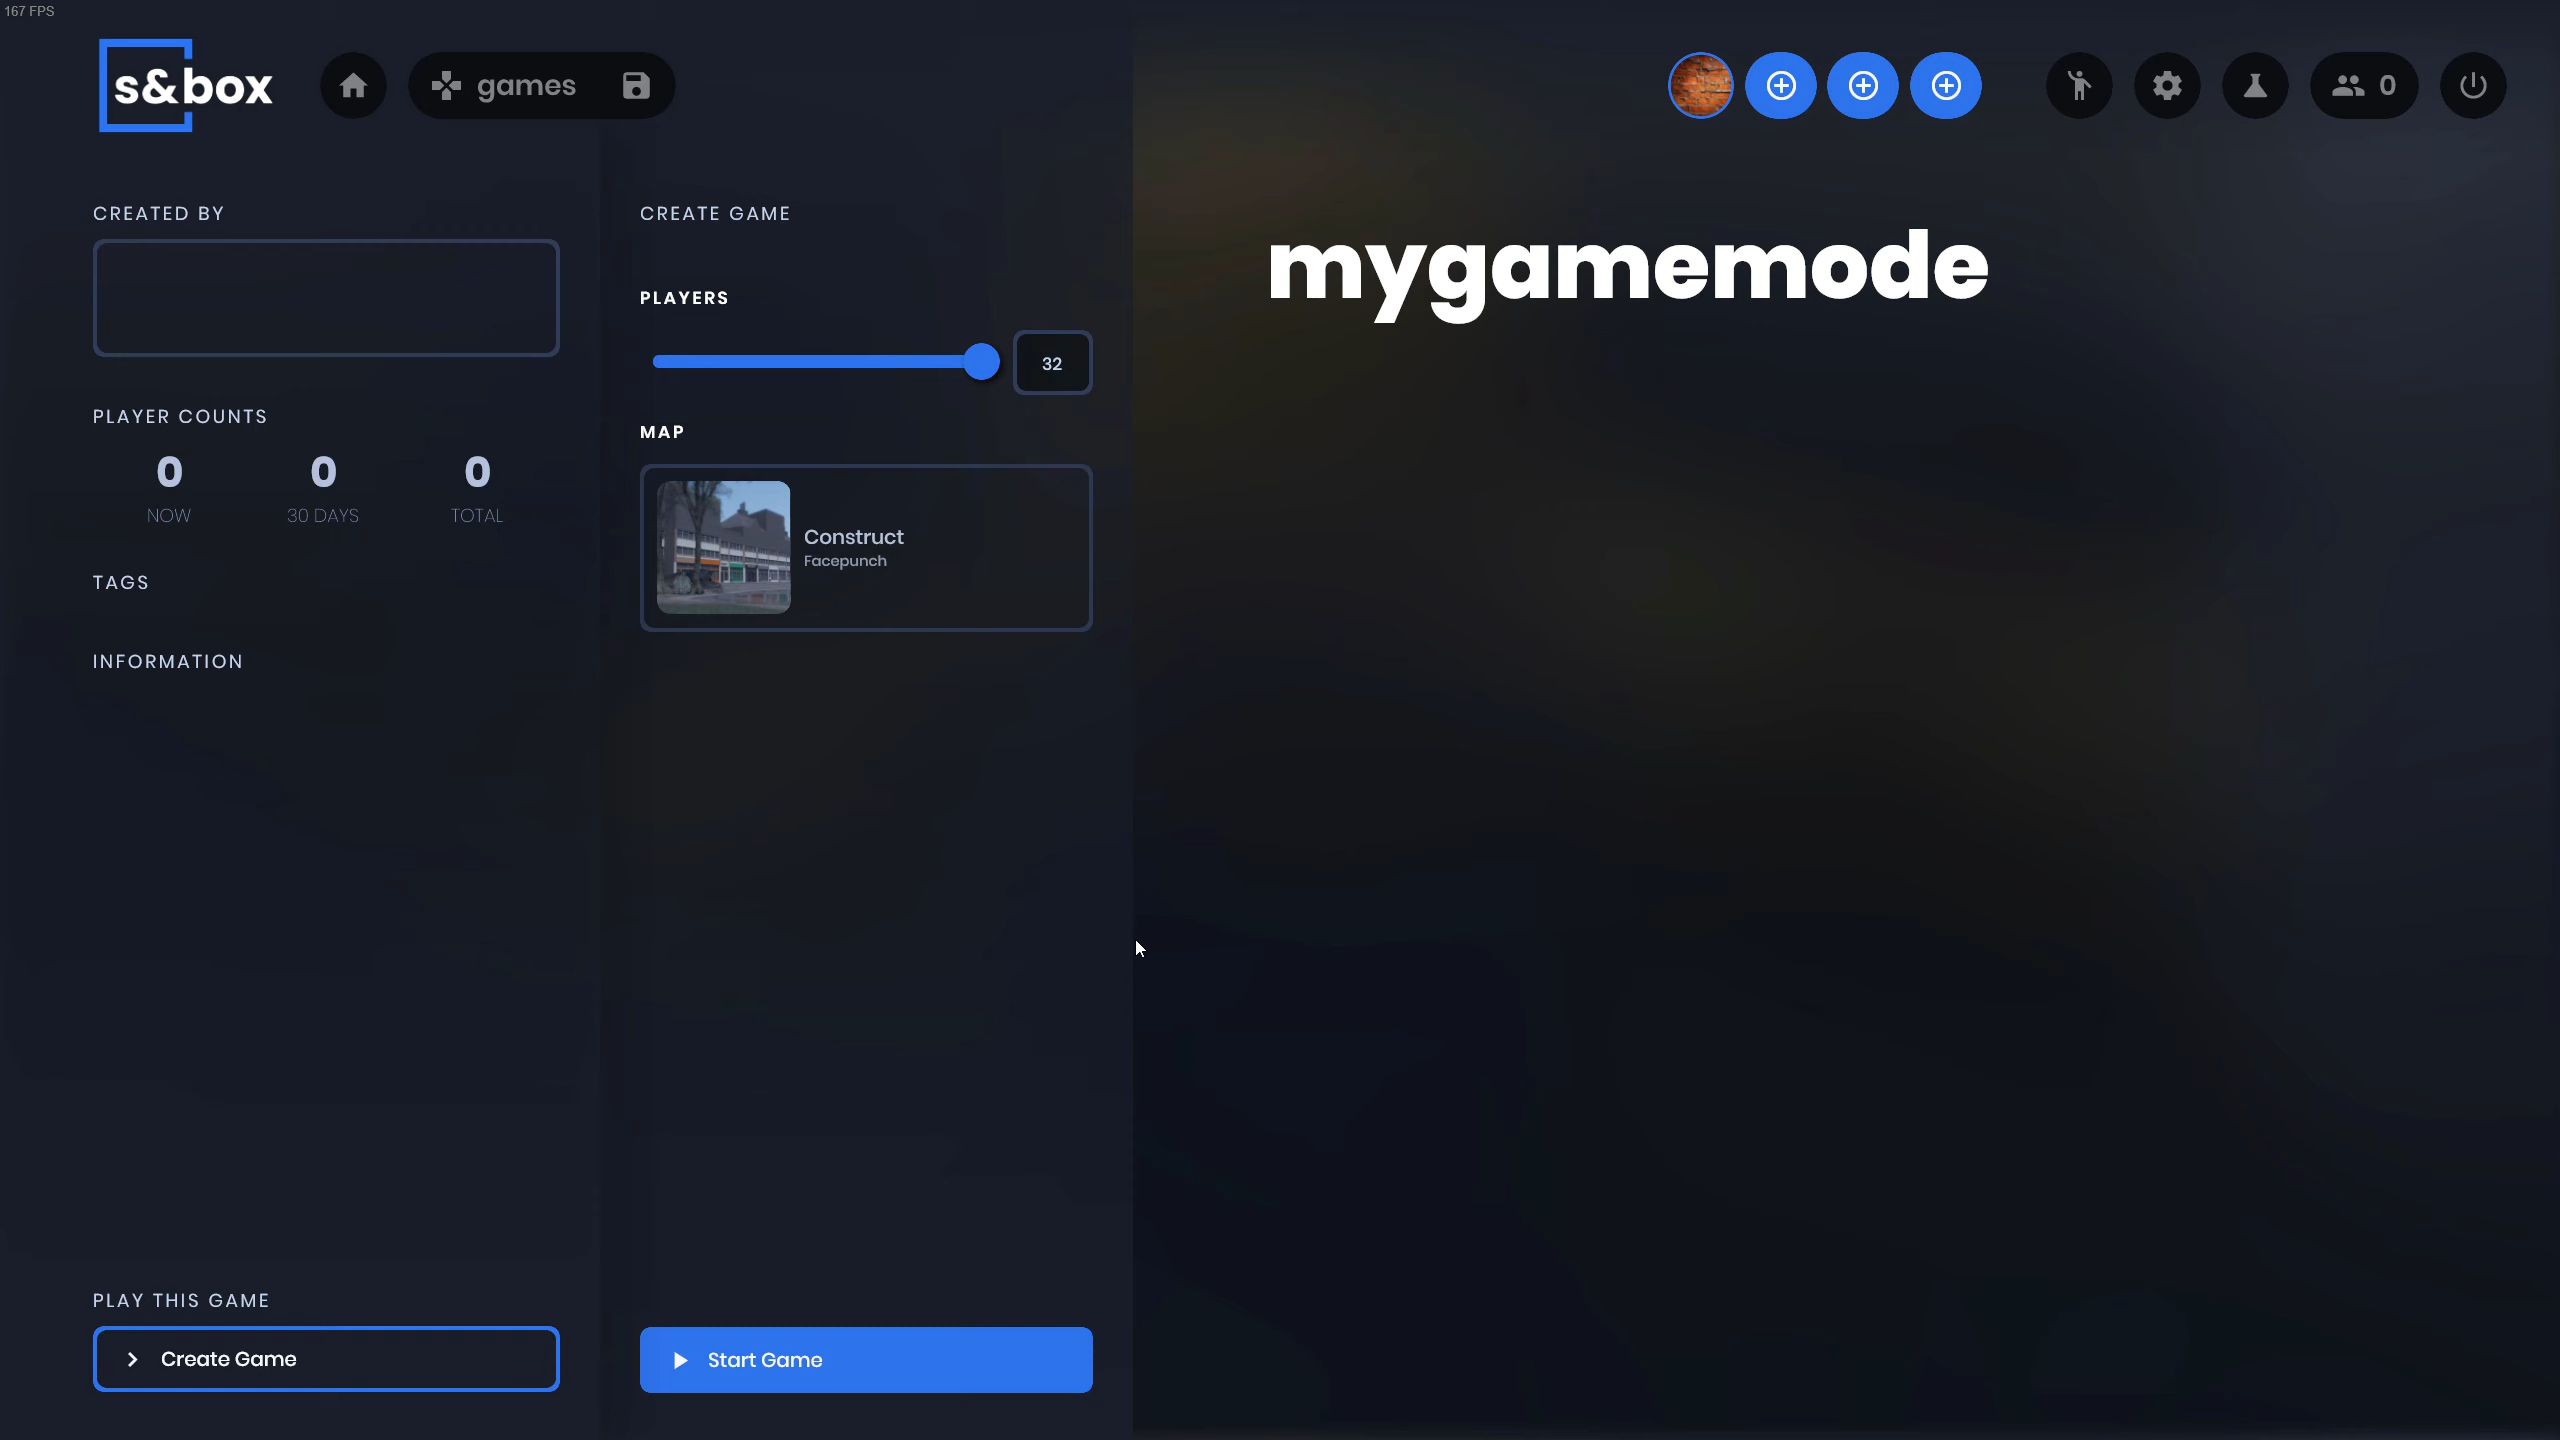 167 FPS
s&box
games
0
CREATED BY
PLAYER COUNTS
0 0 0
NOW 30 DAYS TOTAL
TAGS
INFORMATION
PLAY THIS GAME
Create Game
CREATE GAME
PLAYERS
32
MAP
Construct
Facepunch
Start Game
mygamemode